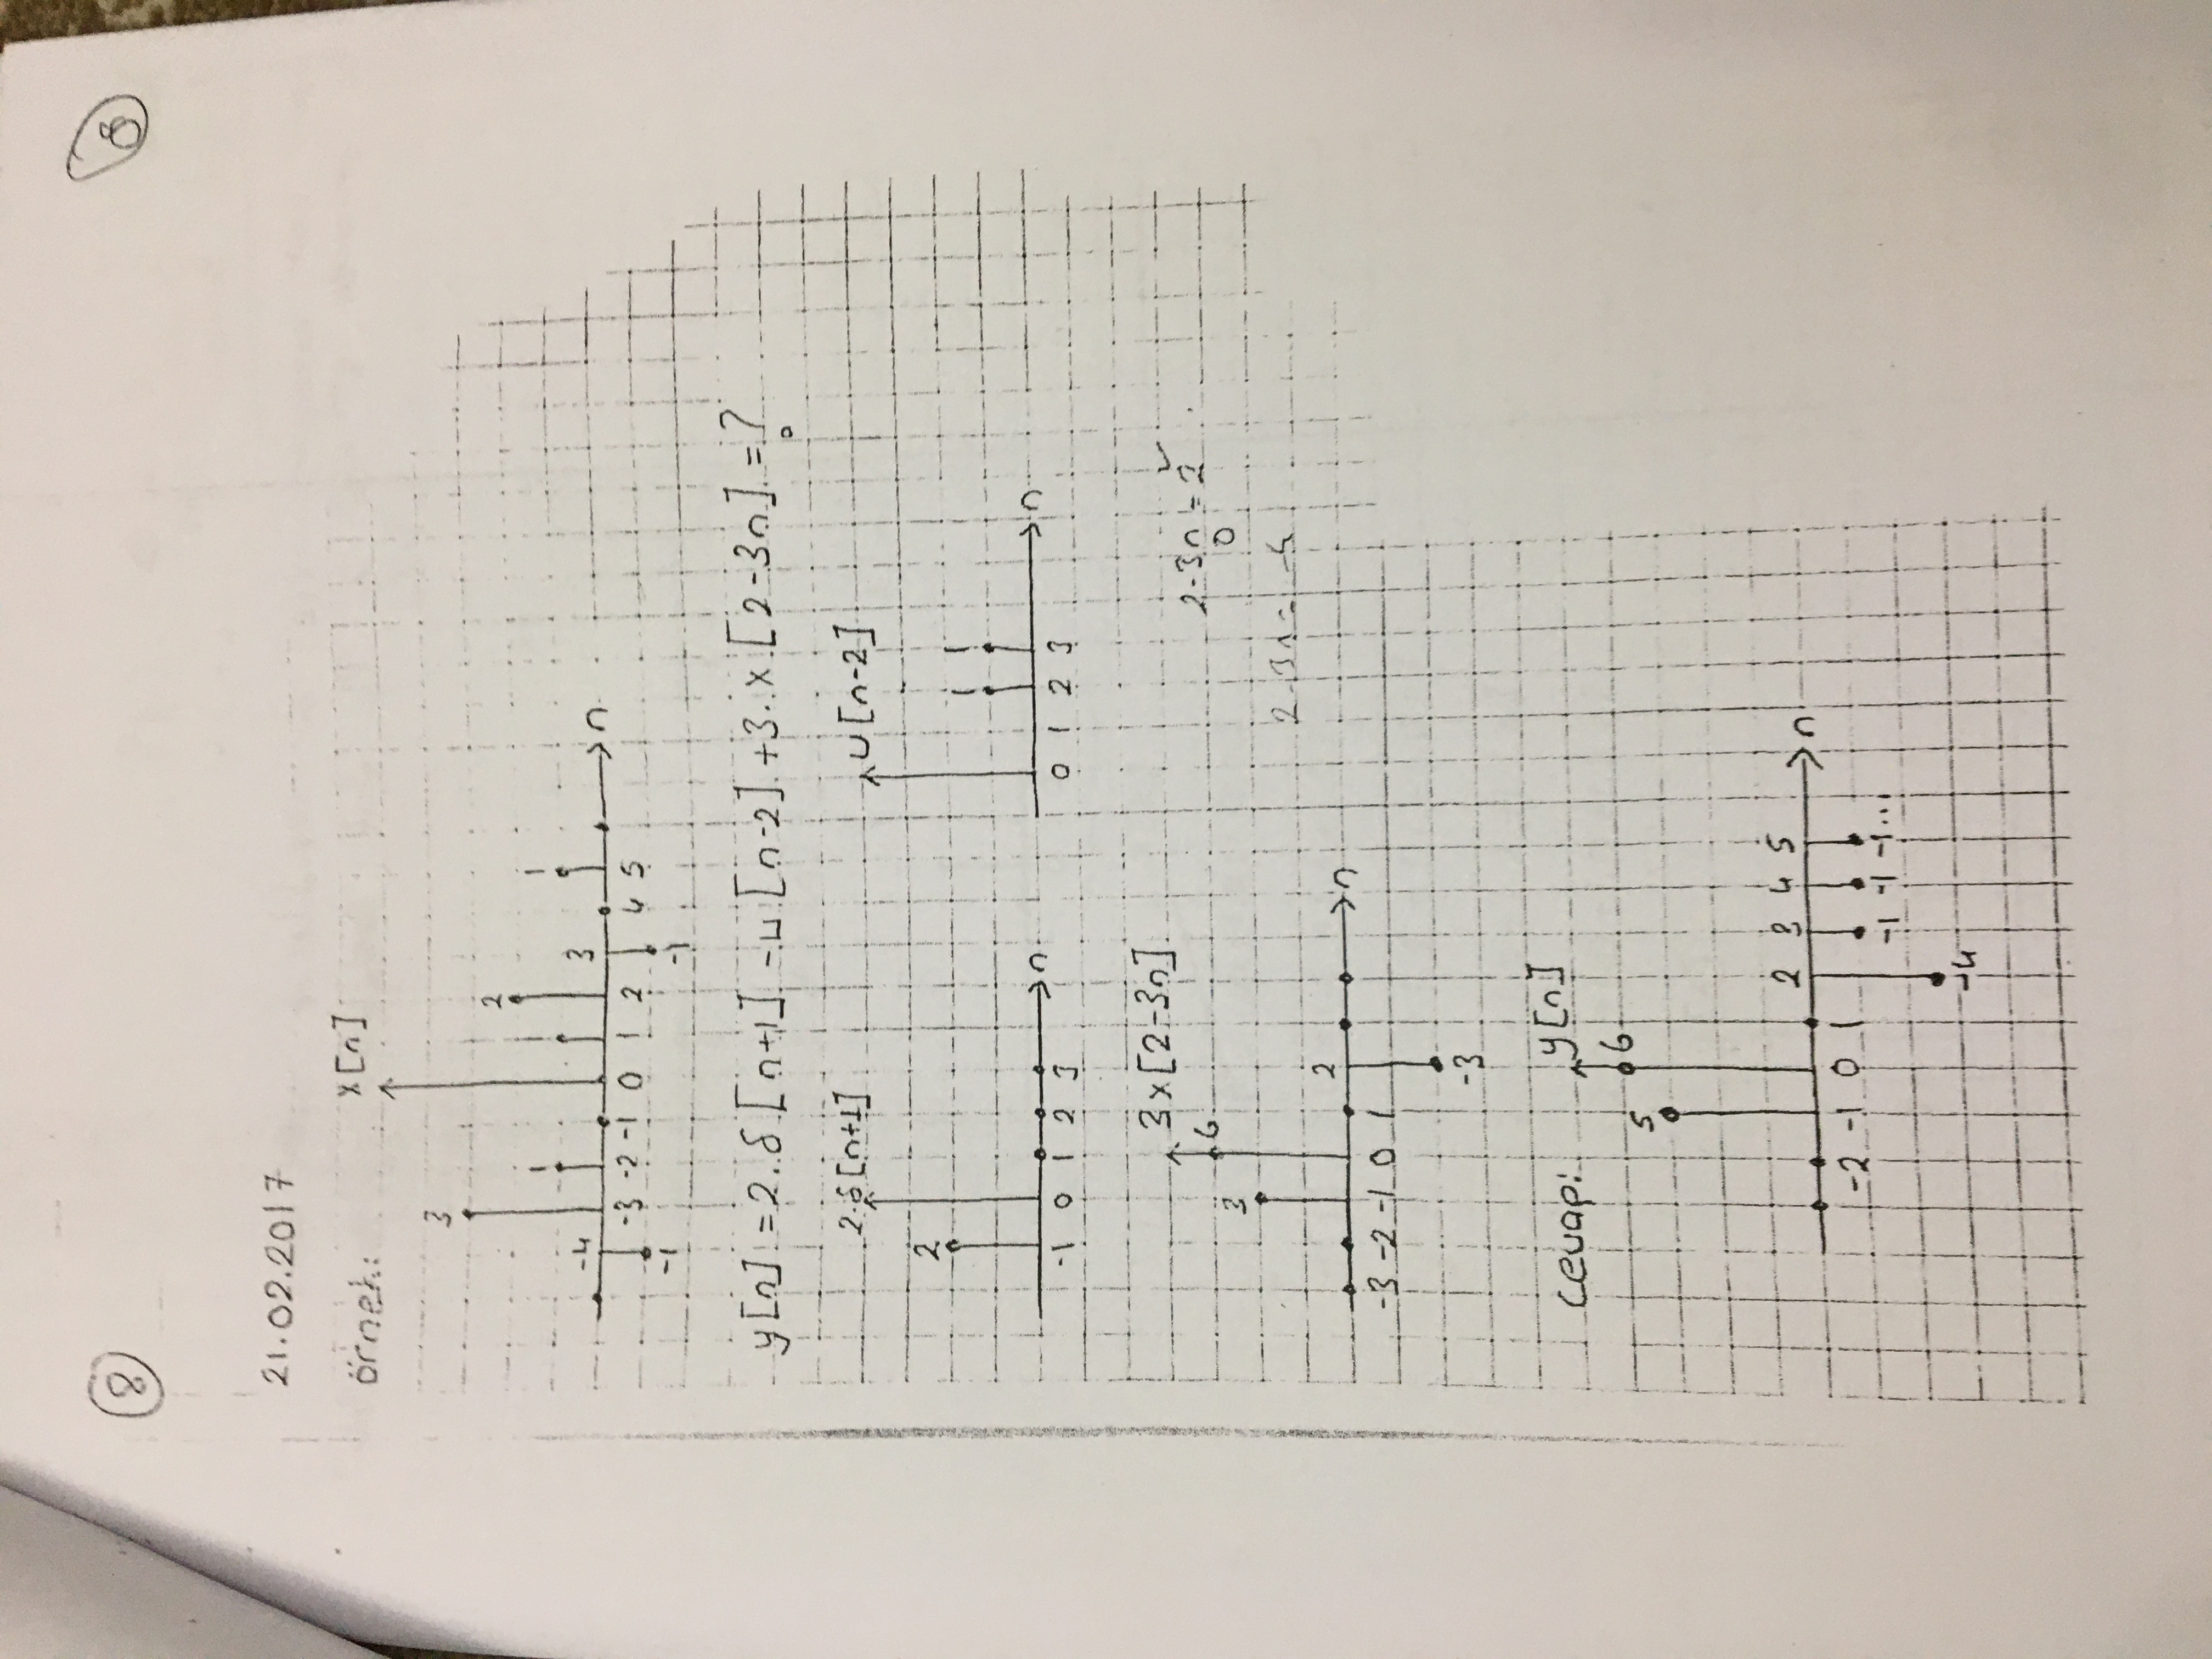 8
8
21.02.2017
örnek:
x[n]
3
1
2
1
-4
3
n
-3 -2 -1 0 1 2 4 5
-1
-1
y[n] = 2.δ[n+1] - u[n-2] + 3.x[2-3n] = ?
2.δ[n+1]
u[n-2]
2
1 1
n
n
-1 0 1 2 3
0 1 2 3
3x[2-3n]
2-3n = 2
0
6
3
2-3n = -4
2
n
-3 -2 -1 0 1
-3
cevap:
y[n]
6
5
2 3 4 5
n
-2 -1 0 1
-1 -1 -1...
-4